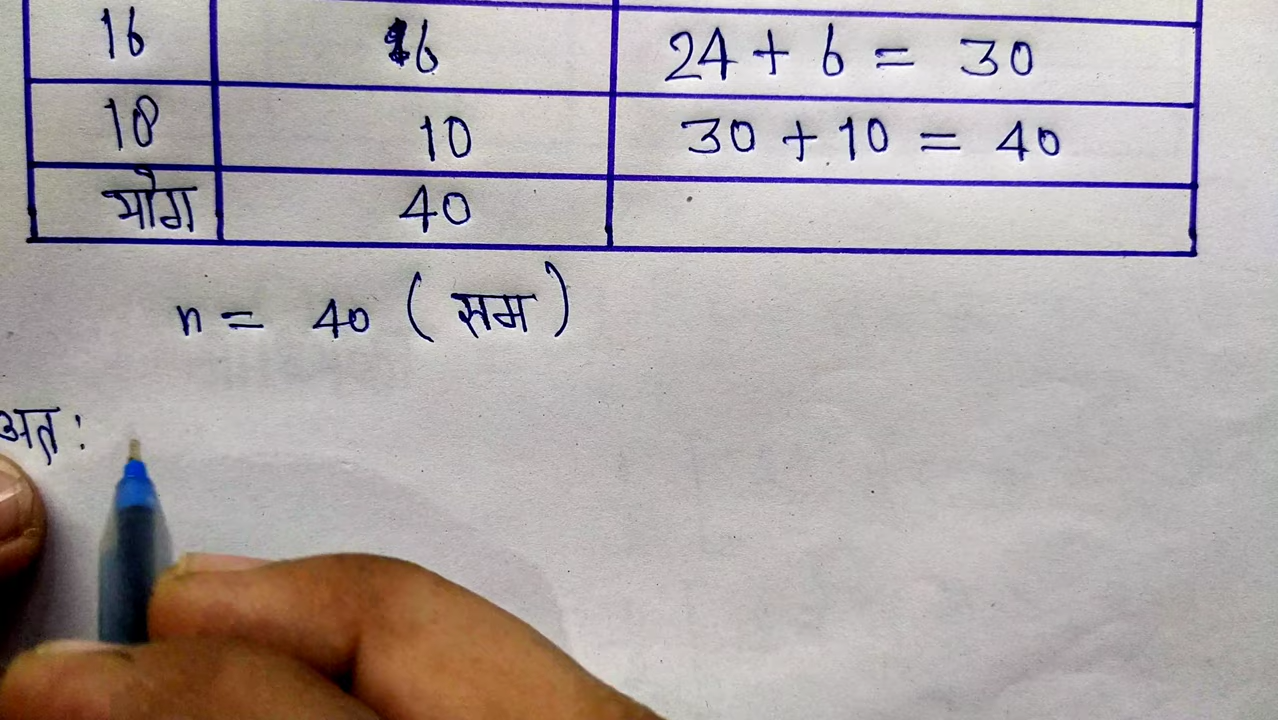 16 6 24 + 6 = 30
18 10 30 + 10 = 40
योग 40
n = 40 ( सम )
अतः